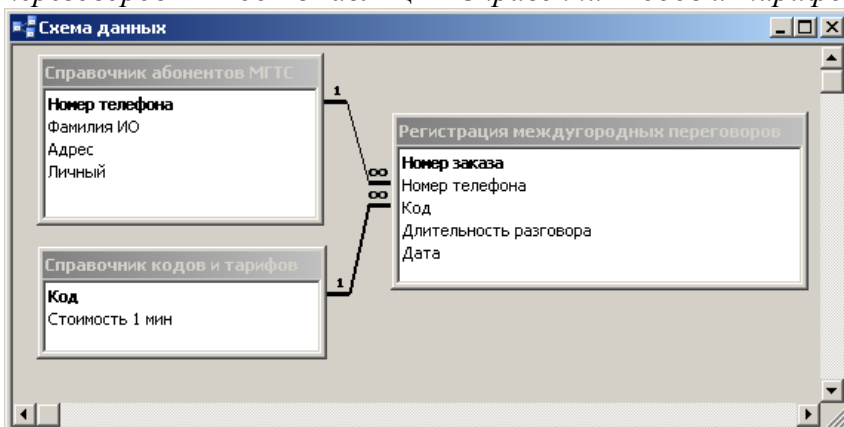 Схема данных
Справочник абонентов МГТС
Номер телефона
Фамилия ИО
Адрес
Личный
1
∞
∞
Регистрация междугородных переговоров
Номер заказа
Номер телефона
Код
Длительность разговора
Дата
Справочник кодов и тарифов
Код
Стоимость 1 мин
1